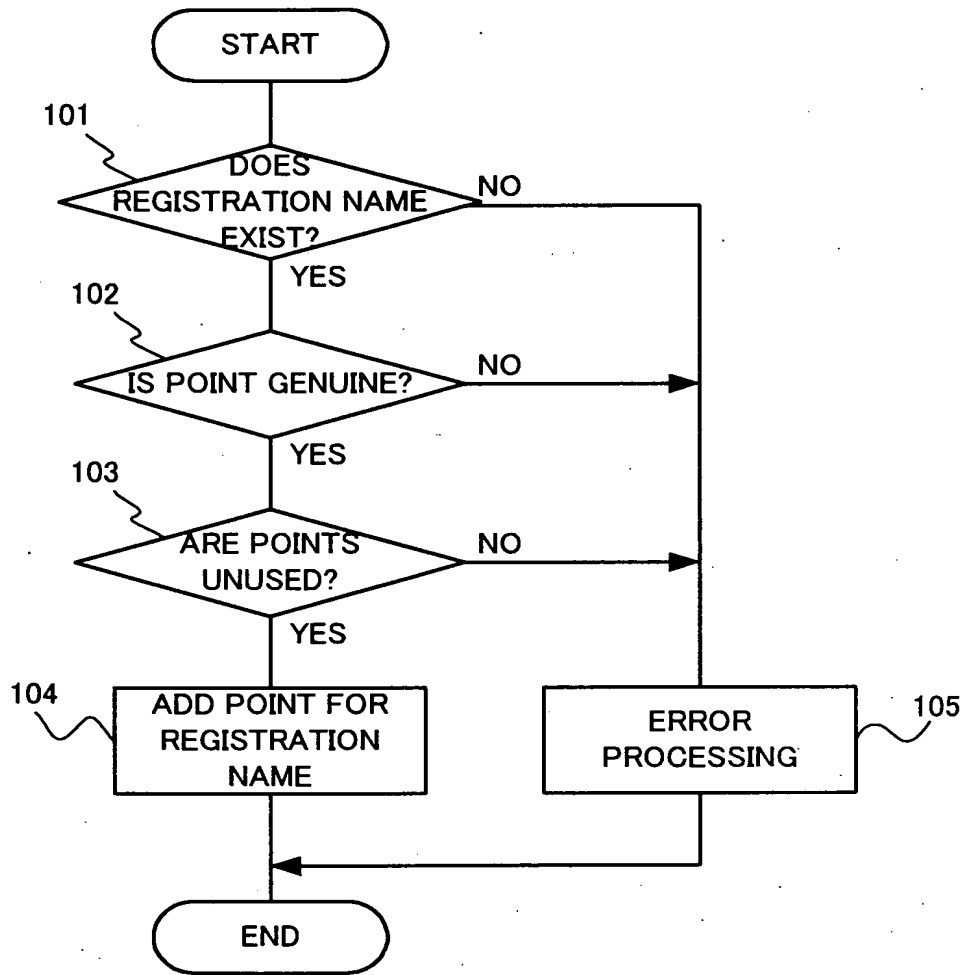 START
101
DOES
REGISTRATION NAME
EXIST?
NO
YES
102
IS POINT GENUINE?
NO
YES
103
ARE POINTS
UNUSED?
NO
YES
104
ADD POINT FOR
REGISTRATION
NAME
ERROR
PROCESSING
105
END